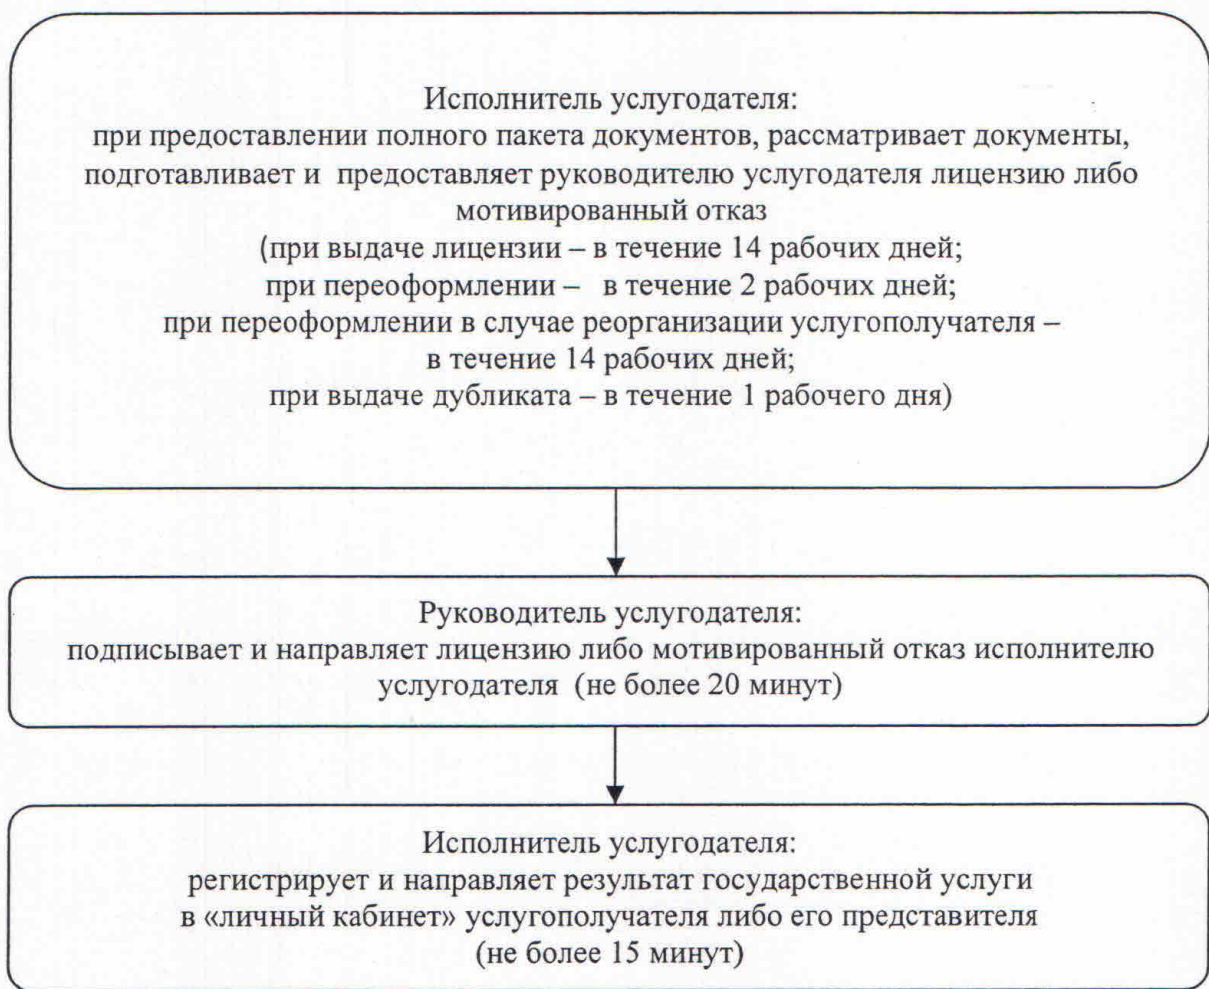 Исполнитель услугодателя:
при предоставлении полного пакета документов, рассматривает документы,
подготавливает и предоставляет руководителю услугодателя лицензию либо
мотивированный отказ
(при выдаче лицензии – в течение 14 рабочих дней;
при переоформлении – в течение 2 рабочих дней;
при переоформлении в случае реорганизации услугополучателя –
в течение 14 рабочих дней;
при выдаче дубликата – в течение 1 рабочего дня)
Руководитель услугодателя:
подписывает и направляет лицензию либо мотивированный отказ исполнителю
услугодателя (не более 20 минут)
Исполнитель услугодателя:
регистрирует и направляет результат государственной услуги
в «личный кабинет» услугополучателя либо его представителя
(не более 15 минут)